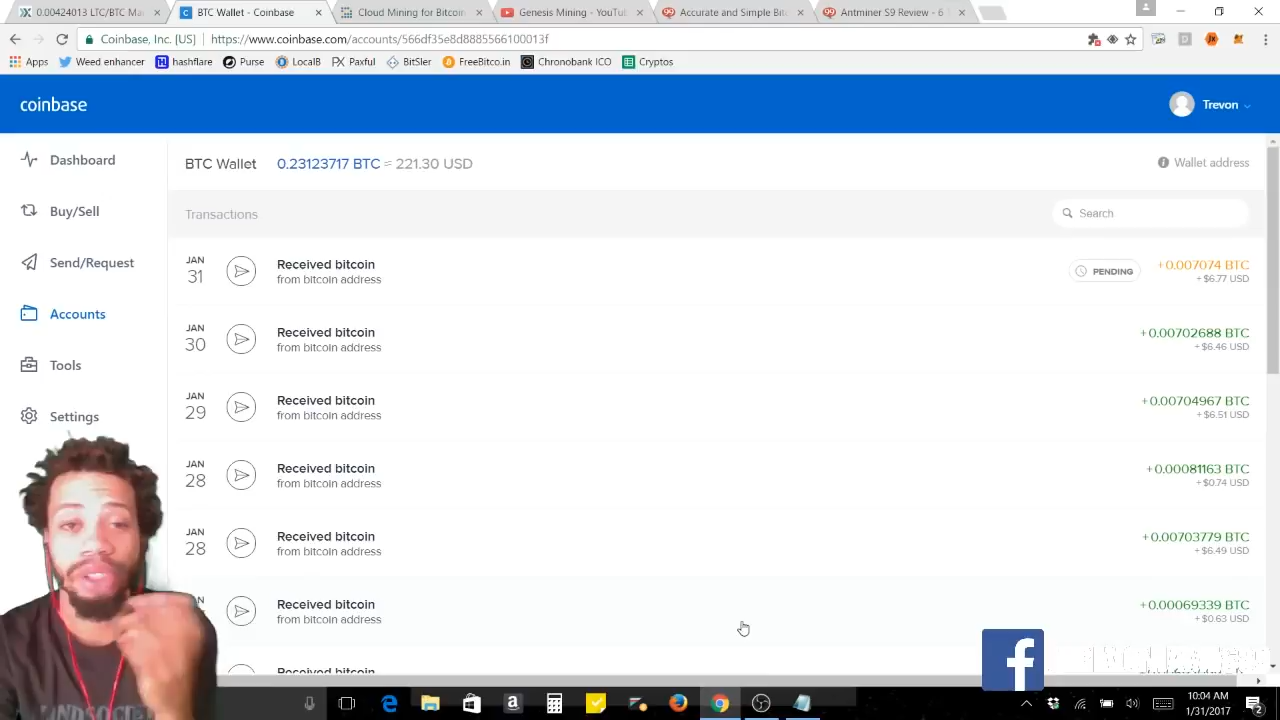 0.00424013 LTC/BTC Ma
BTC Wallet - Coinbase
Cloud Mining for Bitcoin
Genesis Mining - YouTu
Accurate and Simple Bit
Antminer S9 Review - 6
Coinbase, Inc. [US]
https://www.coinbase.com/accounts/566df35e8d8885566100013f
Apps
Weed enhancer
hashflare
Purse
LocalB
Paxful
BitSler
FreeBitco.in
Chronobank ICO
Cryptos
coinbase
Trevon
Dashboard
Buy/Sell
Send/Request
Accounts
Tools
Settings
BTC Wallet 0.23123717 BTC = 221.30 USD
Wallet address
Transactions
Search
JAN
31
Received bitcoin
from bitcoin address
PENDING
+0.007074 BTC
+$6.77 USD
JAN
30
Received bitcoin
from bitcoin address
+0.00702688 BTC
+$6.46 USD
JAN
29
Received bitcoin
from bitcoin address
+0.00704967 BTC
+$6.51 USD
JAN
28
Received bitcoin
from bitcoin address
+0.00081163 BTC
+$0.74 USD
JAN
28
Received bitcoin
from bitcoin address
+0.00703779 BTC
+$6.49 USD
Received bitcoin
from bitcoin address
+0.00069339 BTC
+$0.63 USD
Received bitcoin
10:04 AM
1/31/2017